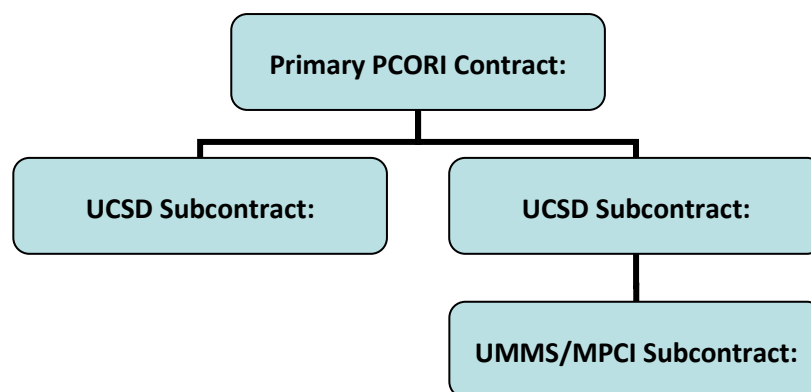 Primary PCORI Contract:
UCSD Subcontract:
UCSD Subcontract:
UMMS/MPCI Subcontract: